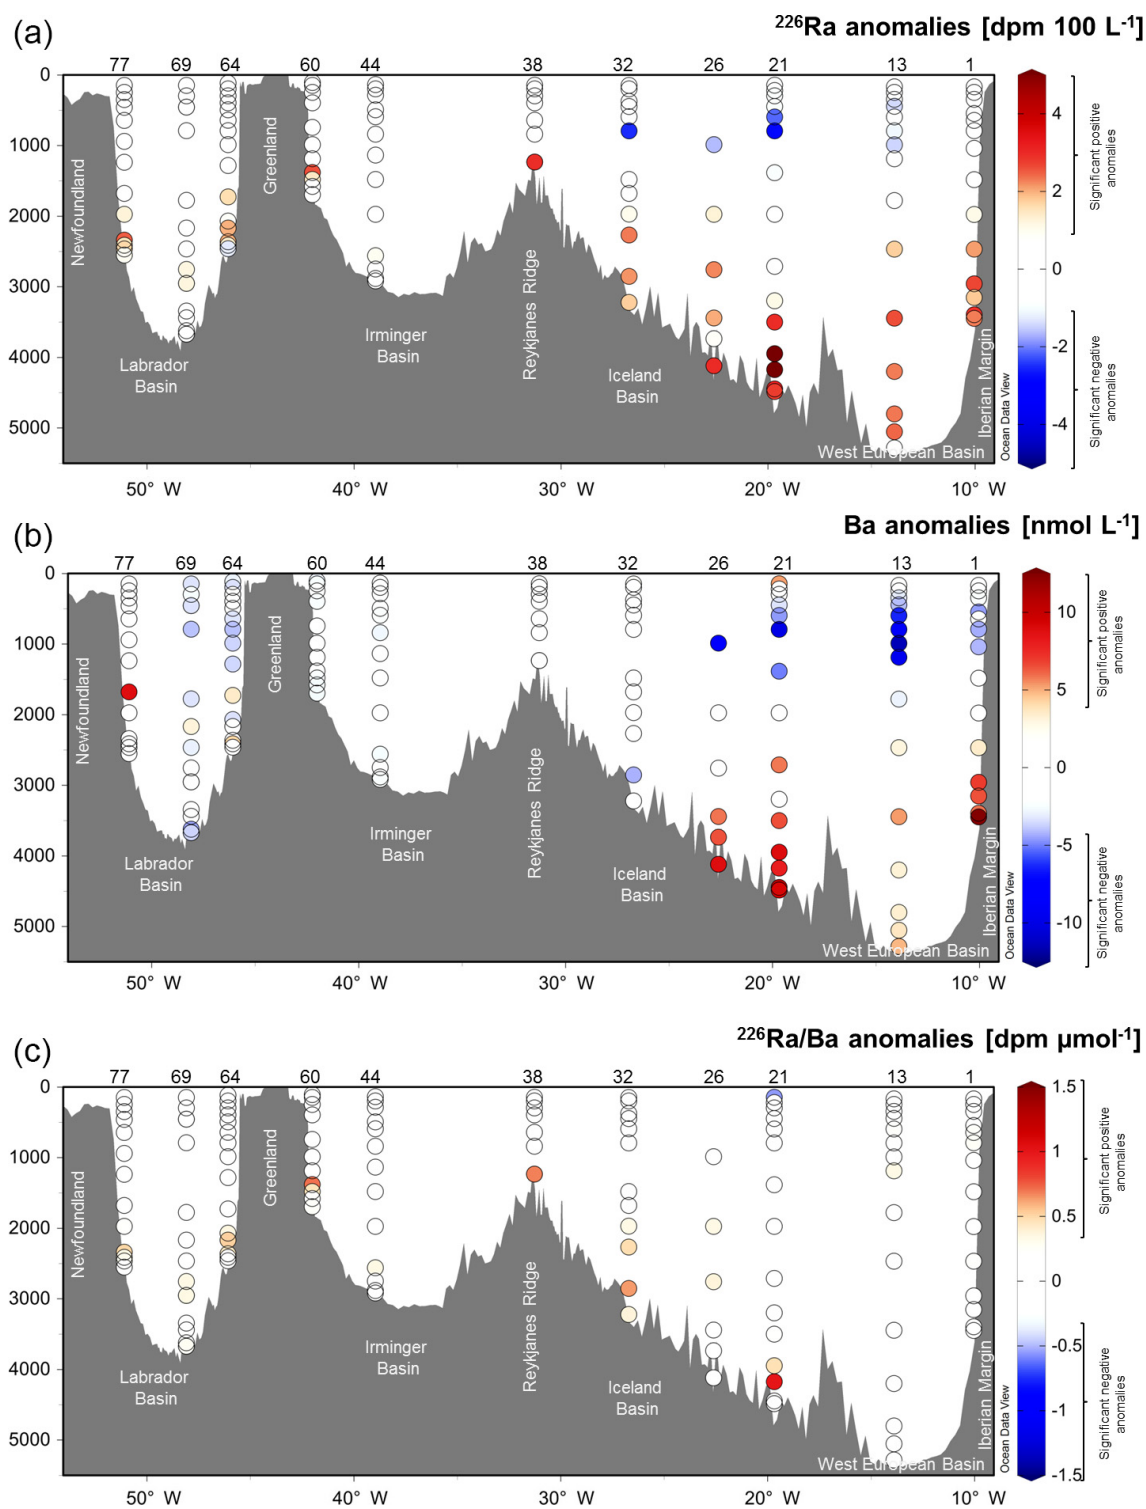 (a)
²²⁶Ra anomalies [dpm 100 L⁻¹]
77 69 64 60 44 38 32 26 21 13 1
0
1000
2000
3000
4000
5000
Newfoundland
Labrador
Basin
Greenland
Irminger
Basin
Reykjanes Ridge
Iceland
Basin
West European Basin
Iberian Margin
Ocean Data View
4
2
0
-2
-4
Significant positive
anomalies
Significant negative
anomalies
50° W 40° W 30° W 20° W 10° W
(b)
Ba anomalies [nmol L⁻¹]
77 69 64 60 44 38 32 26 21 13 1
0
1000
2000
3000
4000
5000
Newfoundland
Labrador
Basin
Greenland
Irminger
Basin
Reykjanes Ridge
Iceland
Basin
West European Basin
Iberian Margin
Ocean Data View
10
5
0
-5
-10
Significant positive
anomalies
Significant negative
anomalies
50° W 40° W 30° W 20° W 10° W
(c)
²²⁶Ra/Ba anomalies [dpm µmol⁻¹]
77 69 64 60 44 38 32 26 21 13 1
0
1000
2000
3000
4000
5000
Newfoundland
Labrador
Basin
Greenland
Irminger
Basin
Reykjanes Ridge
Iceland
Basin
West European Basin
Iberian Margin
Ocean Data View
1.5
1
0.5
0
-0.5
-1
-1.5
Significant positive
anomalies
Significant negative
anomalies
50° W 40° W 30° W 20° W 10° W